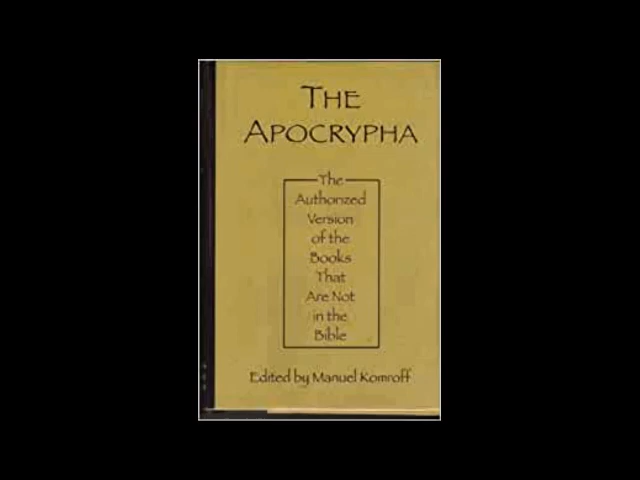 THE
APOCRYPHA
The
Authorized
Version
of the
Books
That
Are Not
in the
Bible
Edited by Manuel Komroff